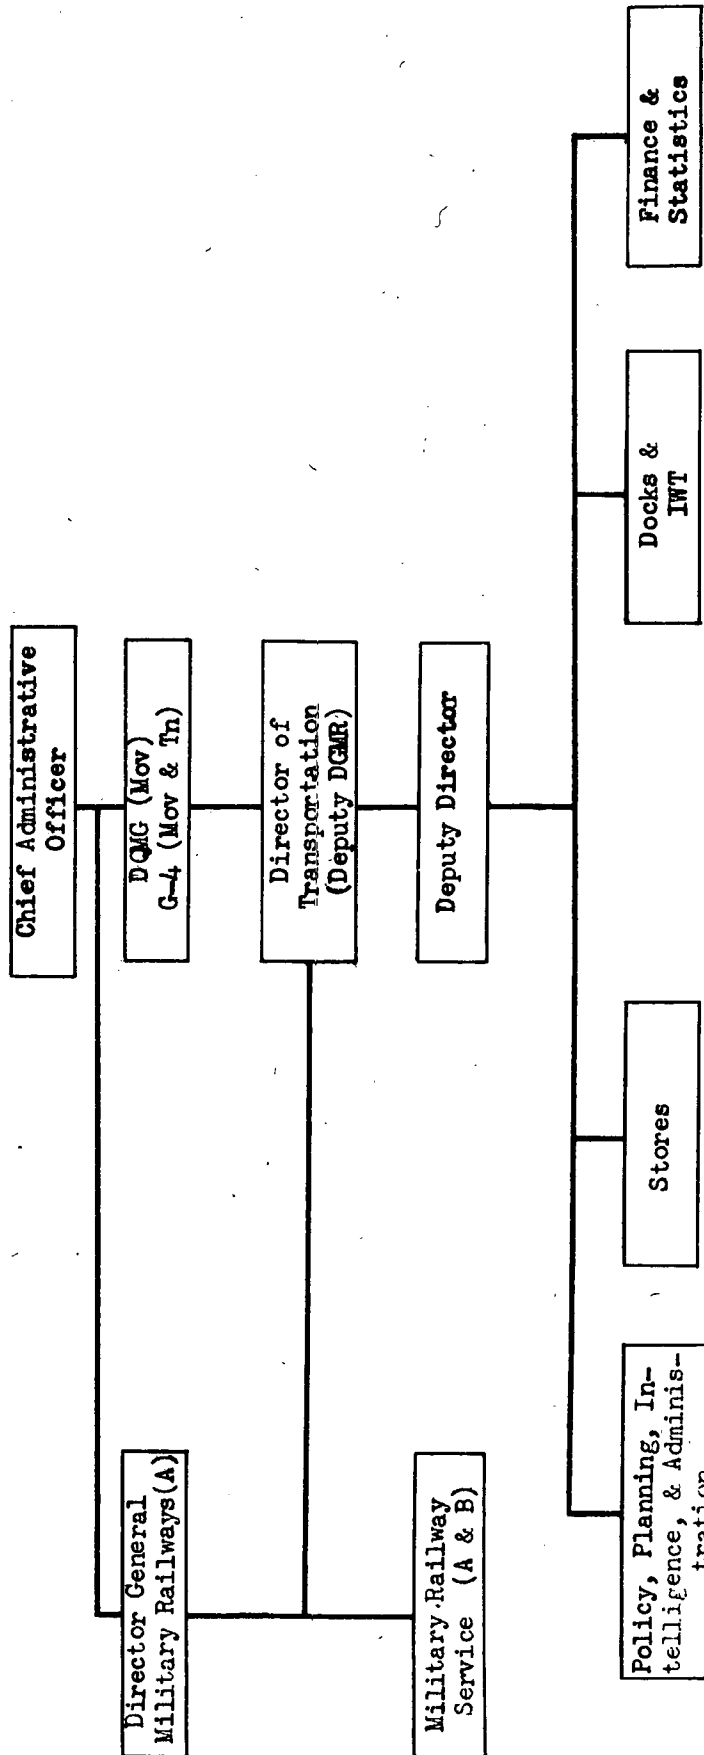 Chief Administrative
Officer
Director General
Military Railways(A)
DQMG (Mov)
G-4 (Mov & Tn)
Director of
Transportation
(Deputy DGMR)
Military Railway
Service (A & B)
Deputy Director
Policy, Planning, In-
telligence, & Adminis-
tration
Stores
Docks &
IWT
Finance &
Statistics